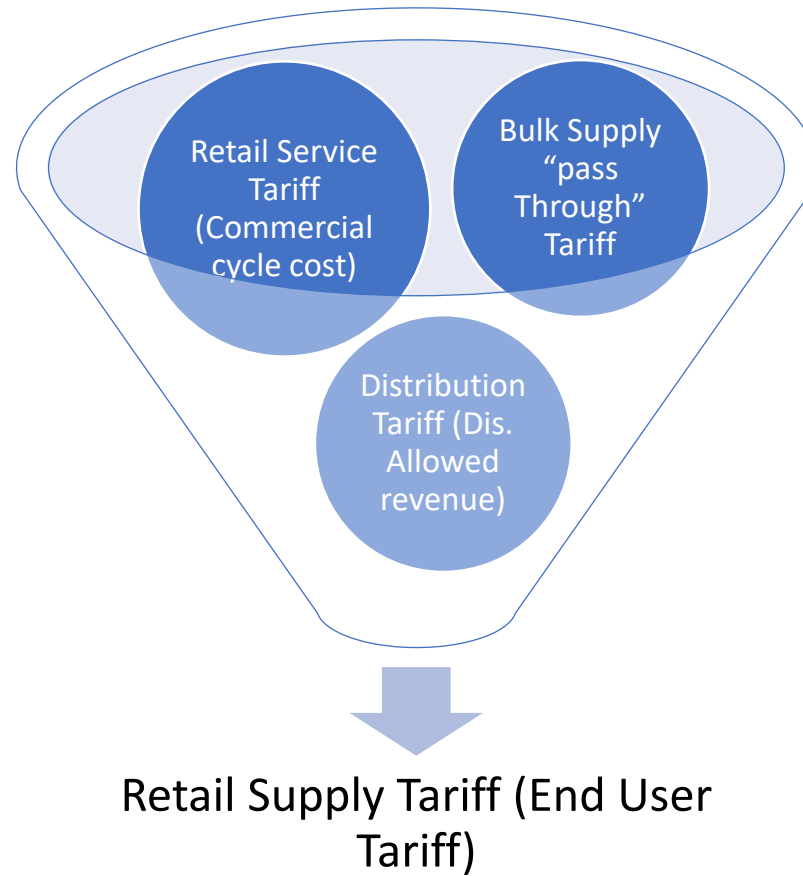 Retail Service
Tariff
(Commercial
cycle cost)
Bulk Supply
“pass
Through”
Tariff
Distribution
Tariff (Dis.
Allowed
revenue)
Retail Supply Tariff (End User
Tariff)